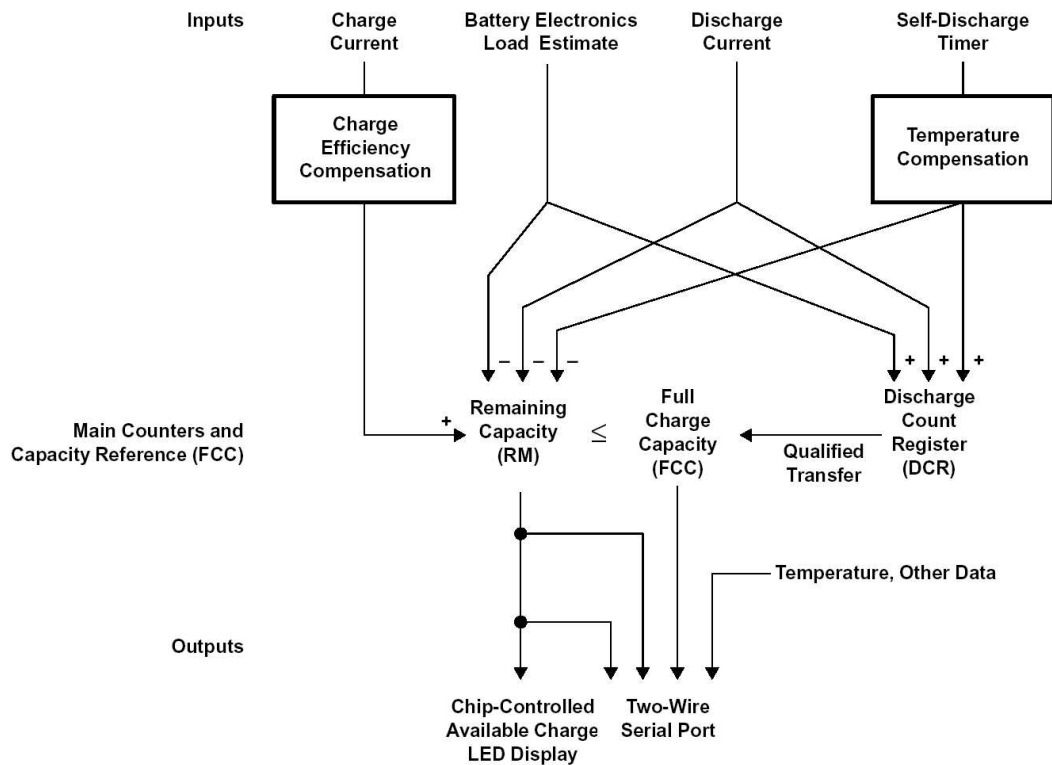 Inputs
Charge
Current
Battery Electronics
Load Estimate
Discharge
Current
Self-Discharge
Timer
Charge
Efficiency
Compensation
Temperature
Compensation
– – –
+ + +
Main Counters and
Capacity Reference (FCC)
+
Remaining
Capacity
(RM)
≤
Full
Charge
Capacity
(FCC)
Qualified
Transfer
Discharge
Count
Register
(DCR)
Temperature, Other Data
Outputs
Chip-Controlled
Available Charge
LED Display
Two-Wire
Serial Port